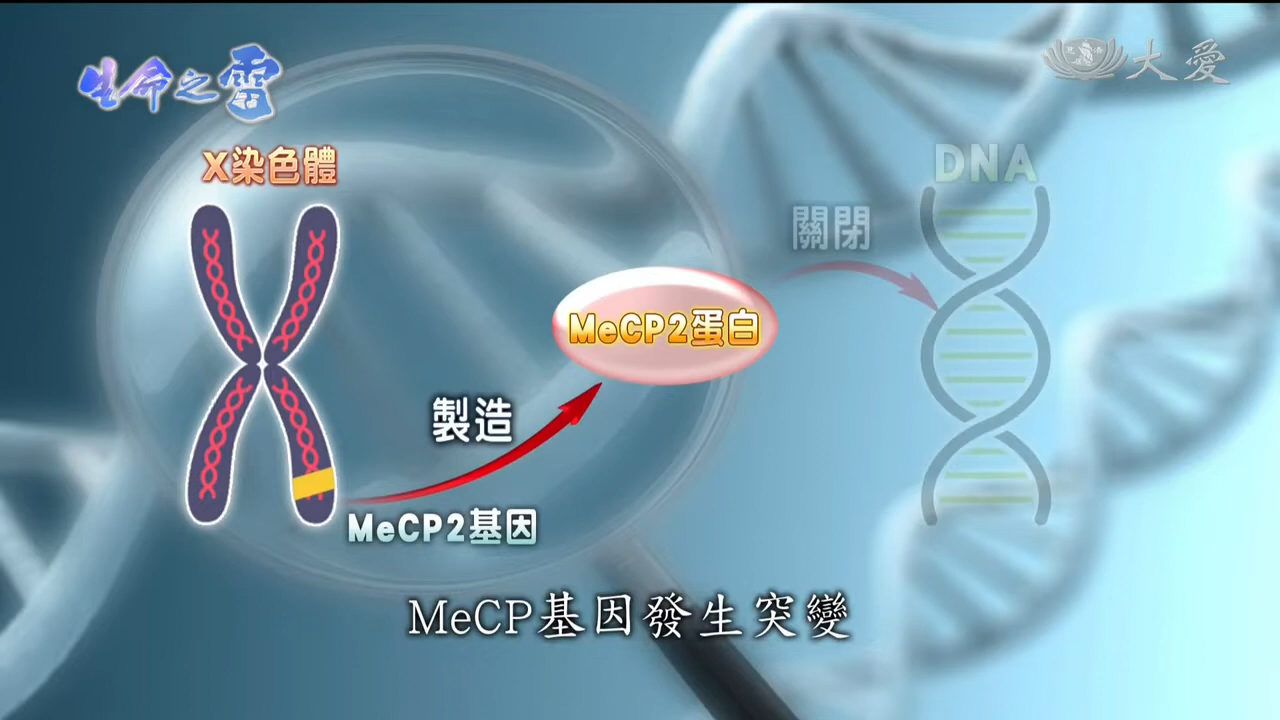 生命之雲
大愛
X染色體
DNA
關閉
MeCP2蛋白
製造
MeCP2基因
MeCP基因發生突變